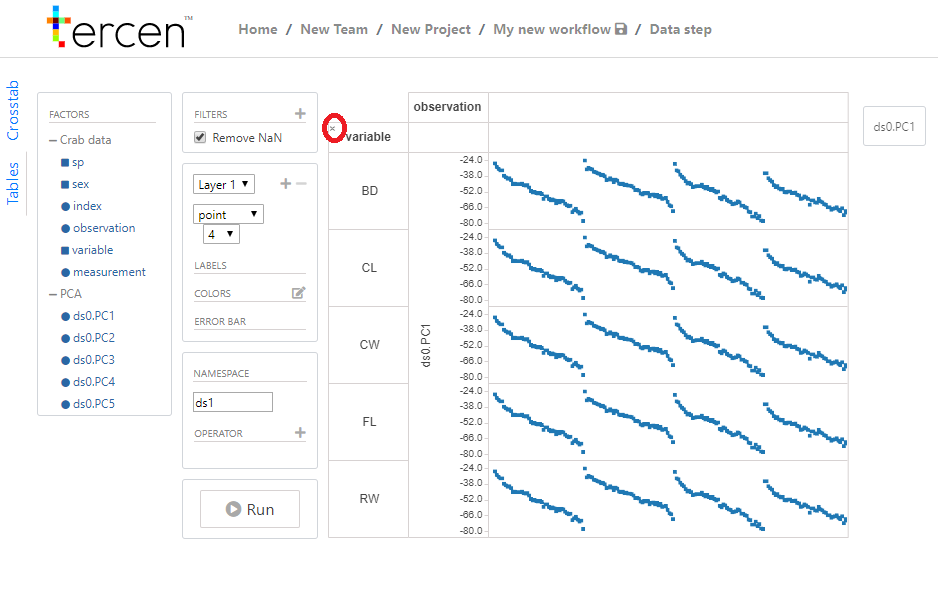 tercen™
Home / New Team / New Project / My new workflow / Data step
Crosstab
Tables
FACTORS
Crab data
sp
sex
index
observation
variable
measurement
PCA
ds0.PC1
ds0.PC2
ds0.PC3
ds0.PC4
ds0.PC5
FILTERS
Remove NaN
Layer 1
point
4
LABELS
COLORS
ERROR BAR
NAMESPACE
ds1
OPERATOR
Run
observation
variable
ds0.PC1
BD
-24.0
-38.0
-52.0
-66.0
-80.0
CL
-24.0
-38.0
-52.0
-66.0
-80.0
CW
-24.0
-38.0
-52.0
-66.0
-80.0
FL
-24.0
-38.0
-52.0
-66.0
-80.0
RW
-24.0
-38.0
-52.0
-66.0
-80.0
ds0.PC1